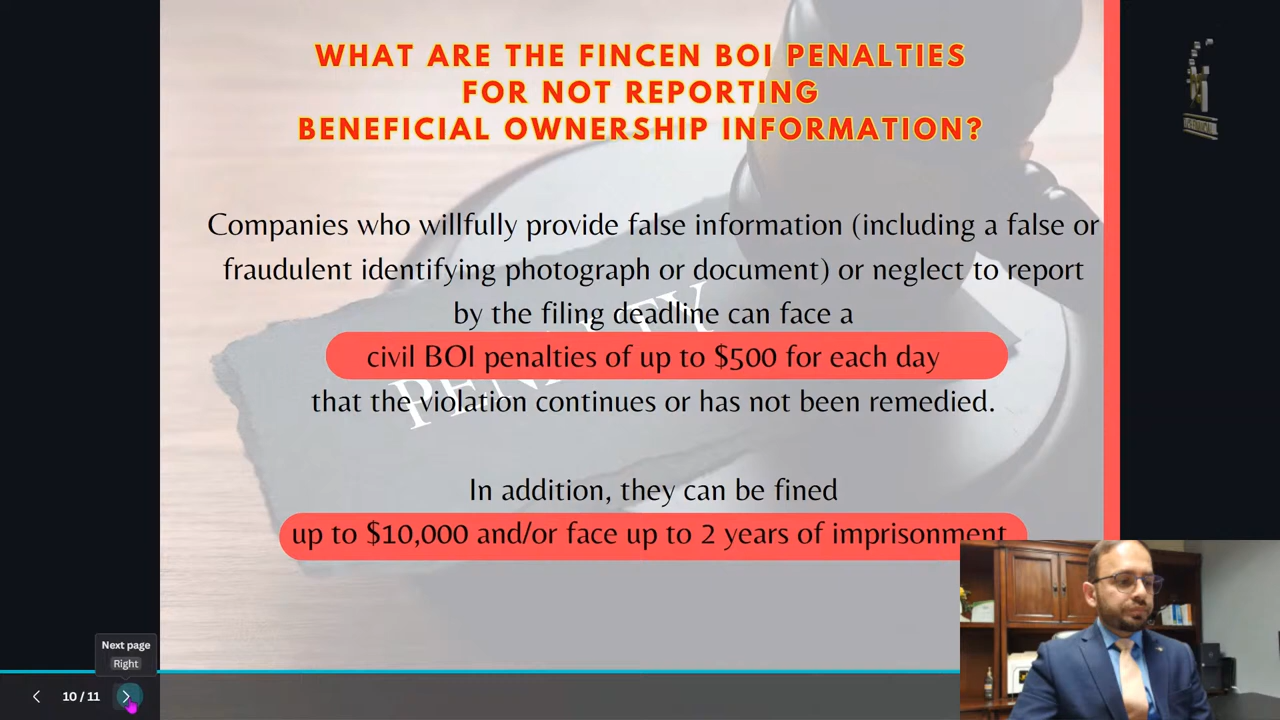 WHAT ARE THE FINCEN BOI PENALTIES
FOR NOT REPORTING
BENEFICIAL OWNERSHIP INFORMATION?
Companies who willfully provide false information (including a false or
fraudulent identifying photograph or document) or neglect to report
by the filing deadline can face a
civil BOI penalties of up to $500 for each day
that the violation continues or has not been remedied.
PENALTY
In addition, they can be fined
up to $10,000 and/or face up to 2 years of imprisonment
Next page
Right
10 / 11